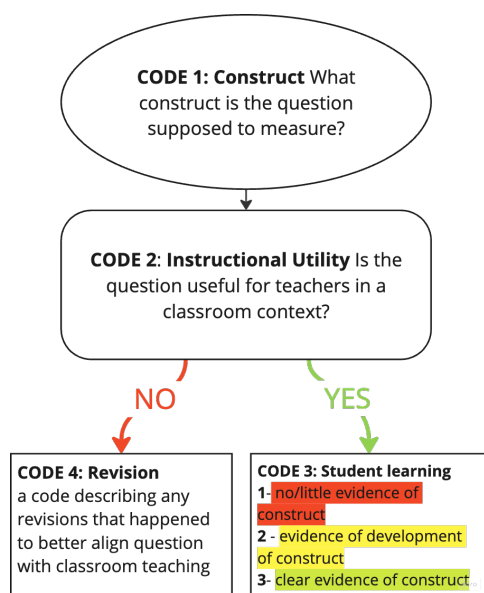 CODE 1: Construct What
construct is the question
supposed to measure?
CODE 2: Instructional Utility Is the
question useful for teachers in a
classroom context?
NO
YES
CODE 4: Revision
a code describing any
revisions that happened
to better align question
with classroom teaching
CODE 3: Student learning
1- no/little evidence of
construct
2 - evidence of development
of construct
3- clear evidence of construct